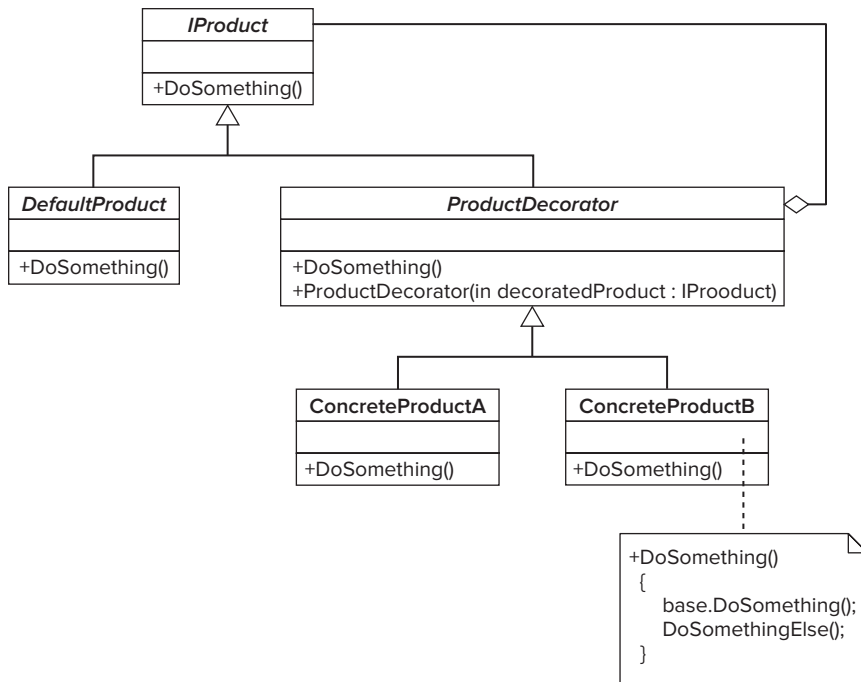 IProduct
+DoSomething()
DefaultProduct
+DoSomething()
ProductDecorator
+DoSomething()
+ProductDecorator(in decoratedProduct : IProoduct)
ConcreteProductA
+DoSomething()
ConcreteProductB
+DoSomething()
+DoSomething()
{
base.DoSomething();
DoSomethingElse();
}